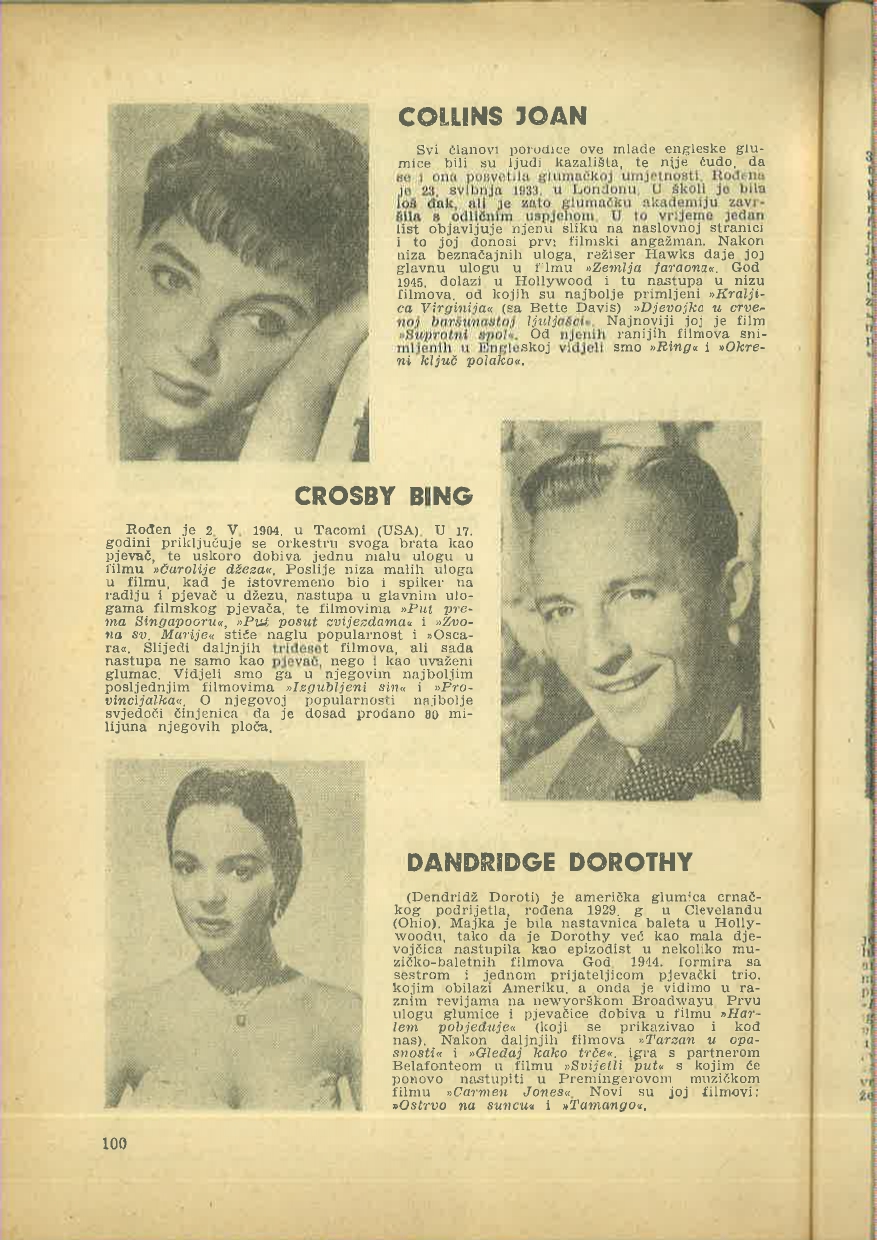 COLLINS JOAN
Svi članovi porodice ove mlade engleske glu-
mice bili su ljudi kazališta, te nije čudo, da
se i ona posvetila glumačkoj umjetnosti. Rođena
je 23. svibnja 1933. u Londonu. U školi je bila
loš đak, ali je zato glumačku akademiju zavr-
šila s odličnim uspjehom. U to vrijeme jedan
list objavljuje njenu sliku na naslovnoj stranici
i to joj donosi prvi filmski angažman. Nakon
niza beznačajnih uloga, režiser Hawks daje joj
glavnu ulogu u filmu »Zemlja faraona«. God
1945. dolazi u Hollywood i tu nastupa u nizu
filmova, od kojih su najbolje primljeni »Kralji-
ca Virginija« (sa Bette Davis) »Djevojka u crve-
noj baršunastoj ljuljašci«. Najnoviji joj je film
»Suprotni spol«. Od njenih ranijih filmova sni-
mljenih u Engleskoj vidjeli smo »Ring« i »Okre-
ni ključ polako«.
CROSBY BING
Rođen je 2. V. 1904. u Tacomi (USA). U 17.
godini priključuje se orkestru svoga brata kao
pjevač, te uskoro dobiva jednu malu ulogu u
filmu »Čarolije džeza«. Poslije niza malih uloga
u filmu, kad je istovremeno bio i spiker na
radiju i pjevač u džezu, nastupa u glavnim ulo-
gama filmskog pjevača, te filmovima »Put pre-
ma Singapooru«, »Put posut zvijezdama« i »Zvo-
na sv. Marije« stiče naglu popularnost i »Osca-
ra«. Slijedi daljnjih trideset filmova, ali sada
nastupa ne samo kao pjevač, nego i kao uvaženi
glumac. Vidjeli smo ga u njegovim najboljim
posljednjim filmovima »Izgubljeni sin« i »Pro-
vincijalka«. O njegovoj popularnosti najbolje
svjedoči činjenica da je dosad prodano 80 mi-
lijuna njegovih ploča.
DANDRIDGE DOROTHY
(Dendridž Doroti) je američka glumica crnač-
kog podrijetla, rođena 1929. g. u Clevelandu
(Ohio). Majka je bila nastavnica baleta u Holly-
woodu, tako da je Dorothy već kao mala dje-
vojčica nastupila kao epizodist u nekoliko mu-
zičko-baletnih filmova God. 1944. formira sa
sestrom i jednom prijateljicom pjevački trio,
kojim obilazi Ameriku, a onda je vidimo u ra-
znim revijama na newyorškom Broadwayu. Prvu
ulogu glumice i pjevačice dobiva u filmu »Har-
lem pobjeđuje« (koji se prikazivao i kod
nas). Nakon daljnjih filmova »Tarzan u opa-
snosti« i »Gledaj kako trče«, igra s partnerom
Belafonteom u filmu »Svijetli put« s kojim će
ponovo nastupiti u Premingerovom muzičkom
filmu »Carmen Jones«. Novi su joj filmovi:
»Ostrvo na suncu« i »Tamango«.
100